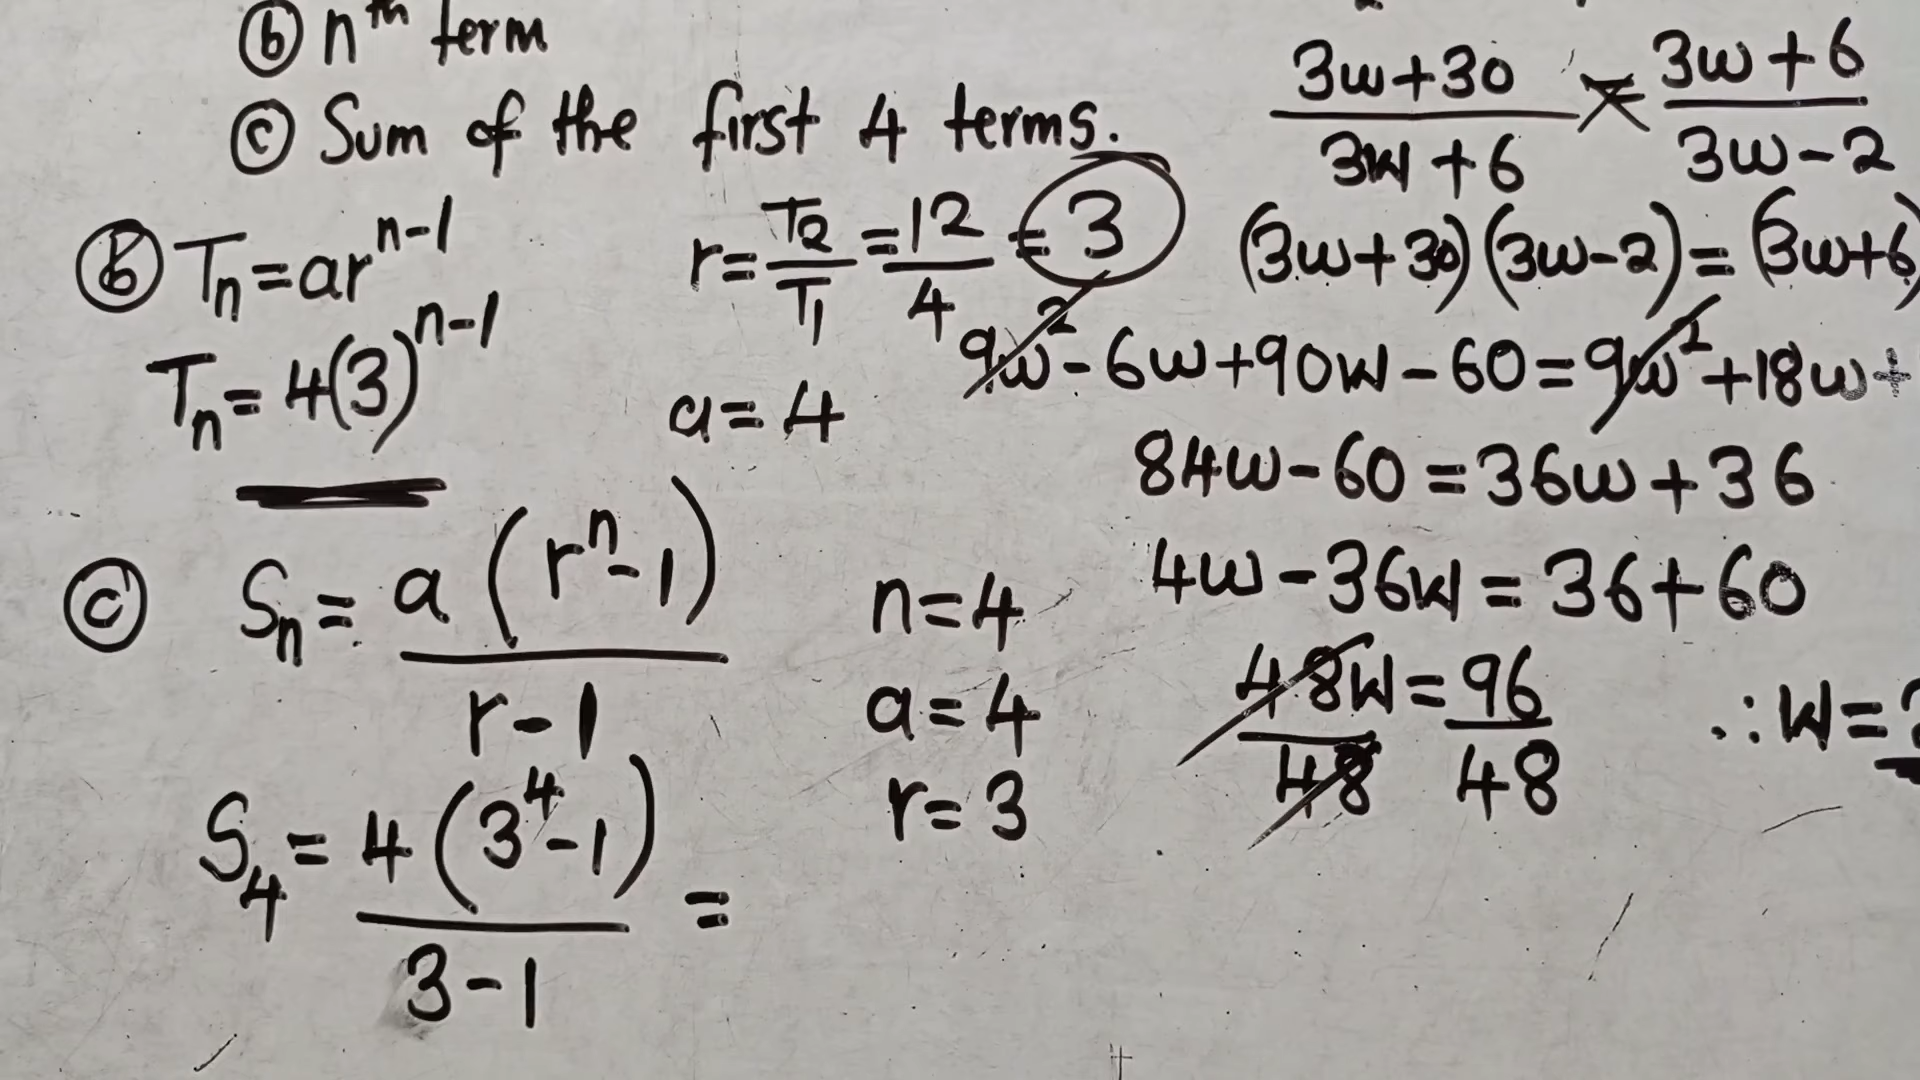 ⓑ nᵗʰ term
ⓒ Sum of the first 4 terms.
ⓑ Tₙ = arⁿ⁻¹
r = T₂/T₁ = 12/4 = 3
Tₙ = 4(3)ⁿ⁻¹
a = 4
ⓒ Sₙ = a(rⁿ - 1)/(r - 1)
n = 4
a = 4
r = 3
S₄ = 4(3⁴ - 1)/(3 - 1) =
(3w + 30)/(3w + 6) × (3w + 6)/(3w - 2)
(3w + 30)(3w - 2) = (3w + 6)
9w² - 6w + 90w - 60 = 9w² + 18w +
84w - 60 = 36w + 36
4w - 36w = 36 + 60
48w/48 = 96/48
∴ w =